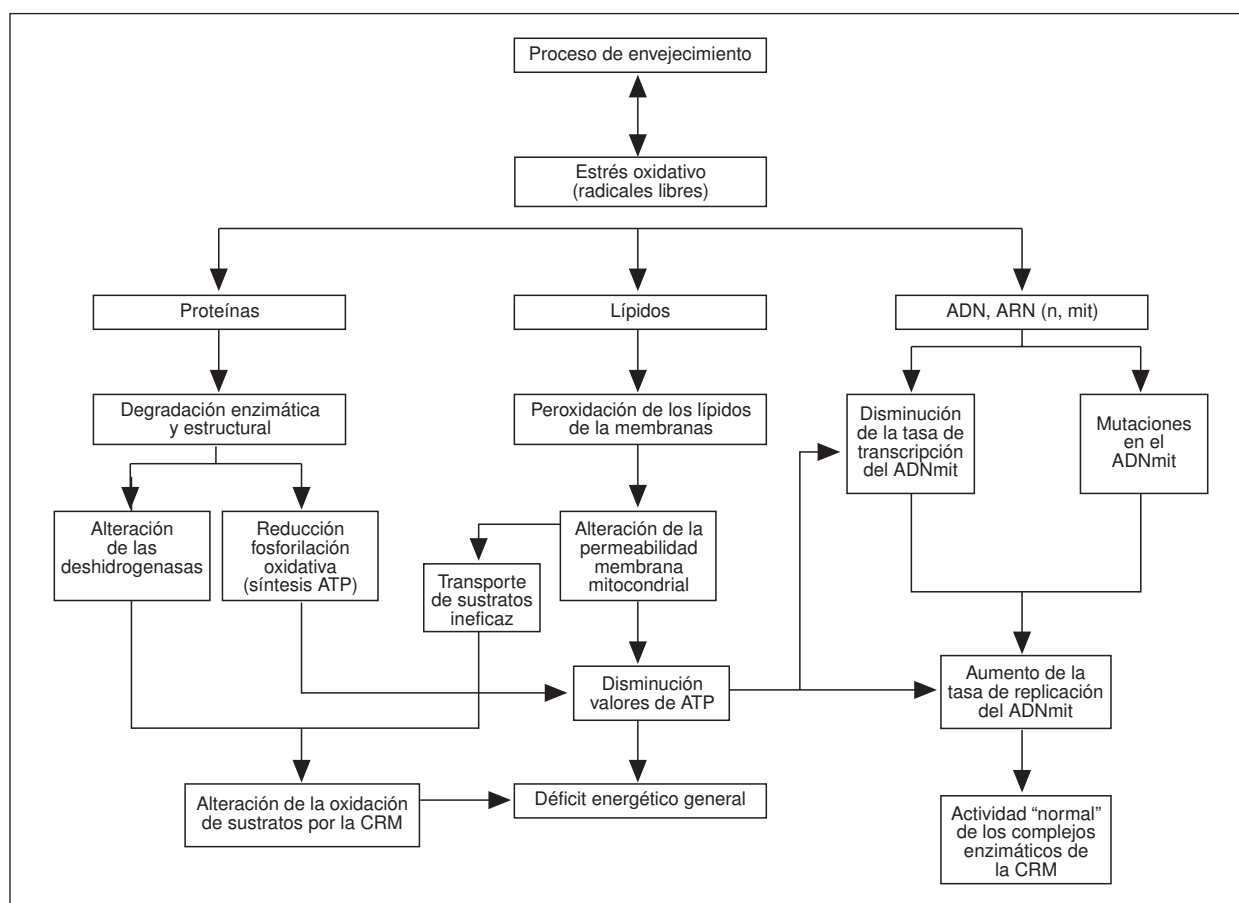 Proceso de envejecimiento
Estrés oxidativo
(radicales libres)
Proteínas
Lípidos
ADN, ARN (n, mit)
Degradación enzimática
y estructural
Peroxidación de los lípidos
de la membranas
Disminución
de la tasa de
transcripción
del ADNmit
Mutaciones
en el
ADNmit
Alteración
de las
deshidrogenasas
Reducción
fosforilación
oxidativa
(síntesis ATP)
Transporte
de sustratos
ineficaz
Alteración de la
permeabilidad
membrana
mitocondrial
Disminución
valores de ATP
Aumento de la
tasa de replicación
del ADNmit
Alteración de la oxidación
de sustratos por la CRM
Déficit energético general
Actividad “normal”
de los complejos
enzimáticos de
la CRM